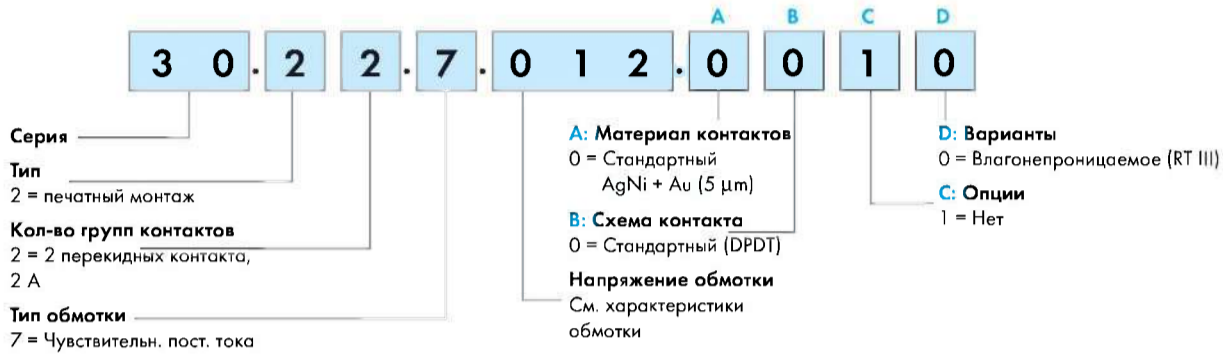 A B C D
3 0 . 2 2 . 7 . 0 1 2 . 0 0 1 0
Серия
Тип
2 = печатный монтаж
Кол-во групп контактов
2 = 2 перекидных контакта,
2 A
Тип обмотки
7 = Чувствительн. пост. тока
A: Материал контактов
0 = Стандартный
AgNi + Au (5 µm)
B: Схема контакта
0 = Стандартный (DPDT)
Напряжение обмотки
См. характеристики
обмотки
D: Варианты
0 = Влагонепроницаемое (RT III)
C: Опции
1 = Нет